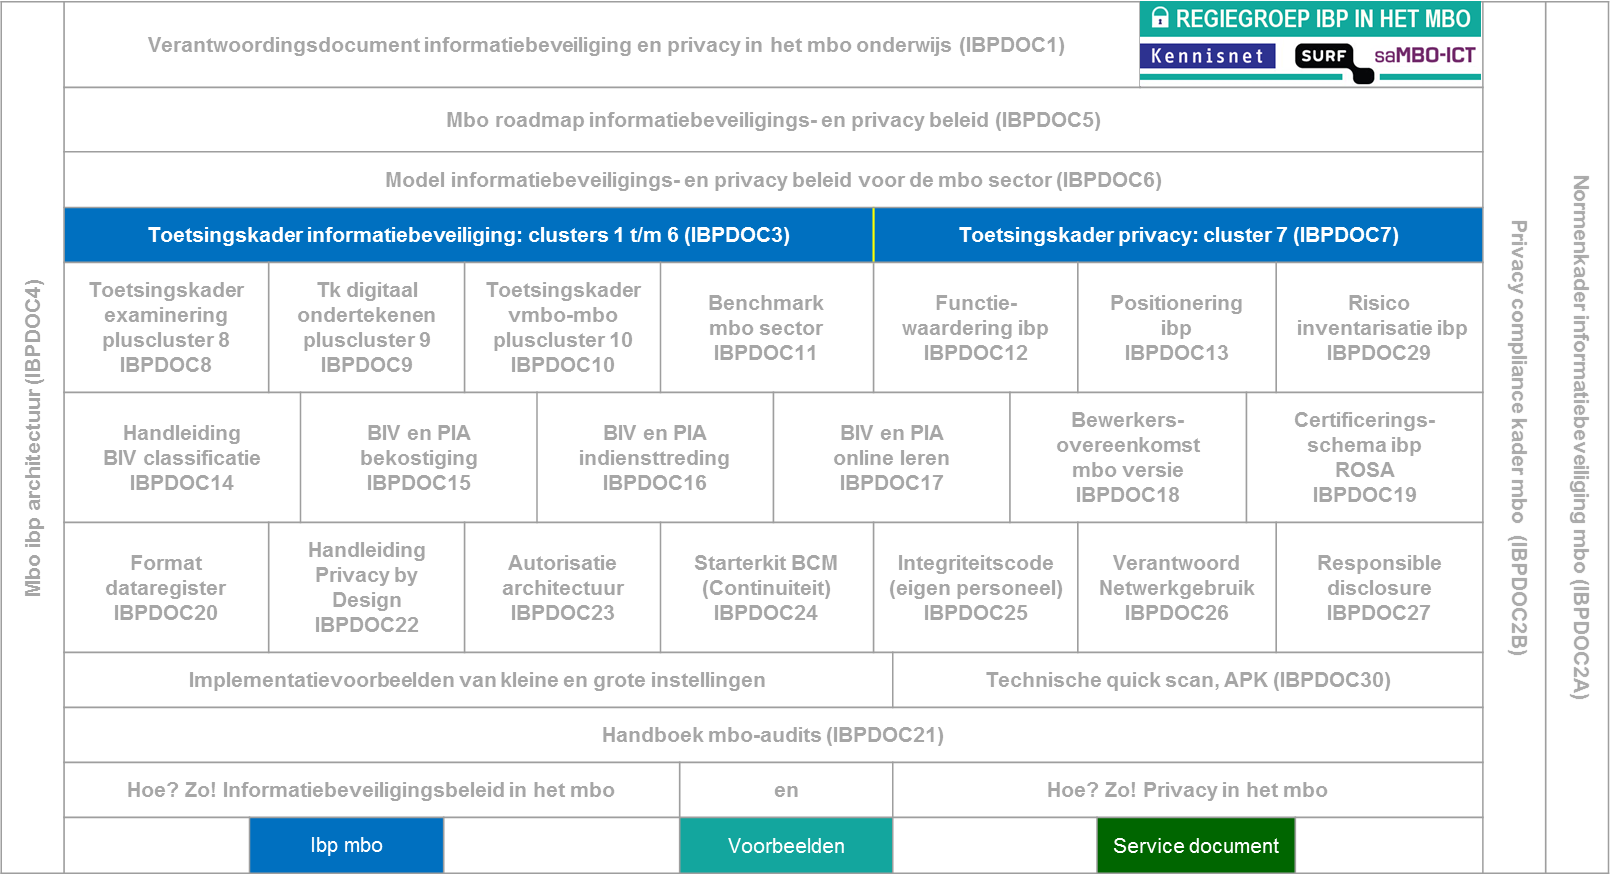 Verantwoordingsdocument informatiebeveiliging en privacy in het mbo onderwijs (IBPDOC1)
REGIEGROEP IBP IN HET MBO
Kennisnet
SURF
saMBO-ICT
Mbo roadmap informatiebeveiligings- en privacy beleid (IBPDOC5)
Model informatiebeveiligings- en privacy beleid voor de mbo sector (IBPDOC6)
Toetsingskader informatiebeveiliging: clusters 1 t/m 6 (IBPDOC3)
Toetsingskader privacy: cluster 7 (IBPDOC7)
Mbo ibp architectuur (IBPDOC4)
Toetsingskader
examinering
pluscluster 8
IBPDOC8
Tk digitaal
ondertekenen
pluscluster 9
IBPDOC9
Toetsingskader
vmbo-mbo
pluscluster 10
IBPDOC10
Benchmark
mbo sector
IBPDOC11
Functie-
waardering ibp
IBPDOC12
Positionering
ibp
IBPDOC13
Risico
inventarisatie ibp
IBPDOC29
Handleiding
BIV classificatie
IBPDOC14
BIV en PIA
bekostiging
IBPDOC15
BIV en PIA
indiensttreding
IBPDOC16
BIV en PIA
online leren
IBPDOC17
Bewerkers-
overeenkomst
mbo versie
IBPDOC18
Certificerings-
schema ibp
ROSA
IBPDOC19
Format
dataregister
IBPDOC20
Handleiding
Privacy by
Design
IBPDOC22
Autorisatie
architectuur
IBPDOC23
Starterkit BCM
(Continuiteit)
IBPDOC24
Integriteitscode
(eigen personeel)
IBPDOC25
Verantwoord
Netwerkgebruik
IBPDOC26
Responsible
disclosure
IBPDOC27
Implementatievoorbeelden van kleine en grote instellingen
Technische quick scan, APK (IBPDOC30)
Handboek mbo-audits (IBPDOC21)
Hoe? Zo! Informatiebeveiligingsbeleid in het mbo
en
Hoe? Zo! Privacy in het mbo
Ibp mbo
Voorbeelden
Service document
Privacy compliance kader mbo (IBPDOC2B)
Normenkader informatiebeveiliging mbo (IBPDOC2A)